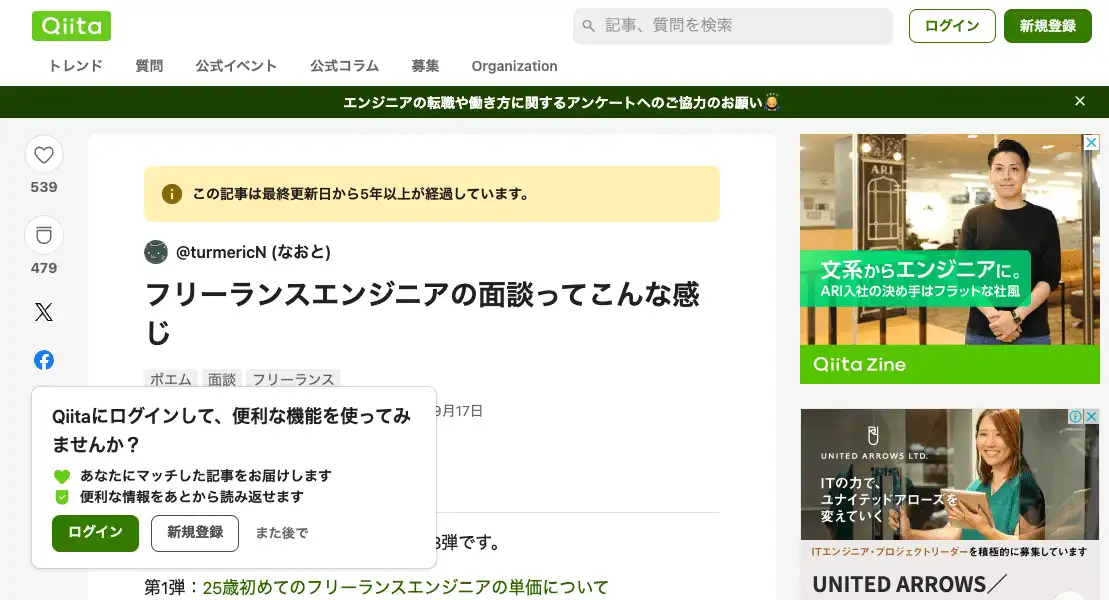 Qiita
記事、質問を検索
ログイン
新規登録
トレンド
質問
公式イベント
公式コラム
募集
Organization
エンジニアの転職や働き方に関するアンケートへのご協力のお願い
539
479
この記事は最終更新日から5年以上が経過しています。
@turmericN (なおと)
フリーランスエンジニアの面談ってこんな感
じ
ポエム
面談
フリーランス
9月17日
Qiitaにログインして、便利な機能を使ってみ
ませんか？
あなたにマッチした記事をお届けします
便利な情報をあとから読み返せます
ログイン
新規登録
また後で
3弾です。
第1弾：25歳初めてのフリーランスエンジニアの単価について
ARI
文系からエンジニアに。
ARI入社の決め手はフラットな社風
Qiita Zine
UNITED ARROWS LTD.
ITの力で、
ユナイテッドアローズを
変えていく
ITエンジニア・プロジェクトリーダーを積極的に募集しています
UNITED ARROWS／